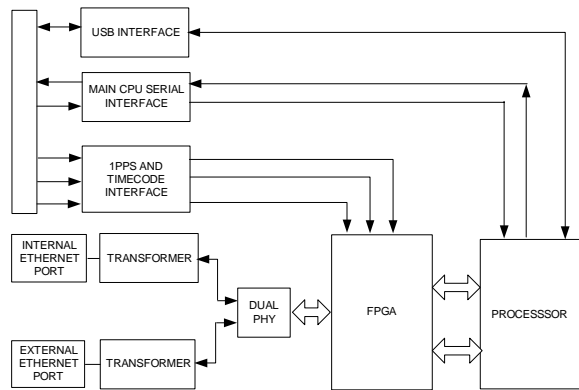 USB INTERFACE
MAIN CPU SERIAL
INTERFACE
1PPS AND
TIMECODE
INTERFACE
INTERNAL
ETHERNET
PORT
TRANSFORMER
DUAL
PHY
FPGA
PROCESSSOR
EXTERNAL
ETHERNET
PORT
TRANSFORMER